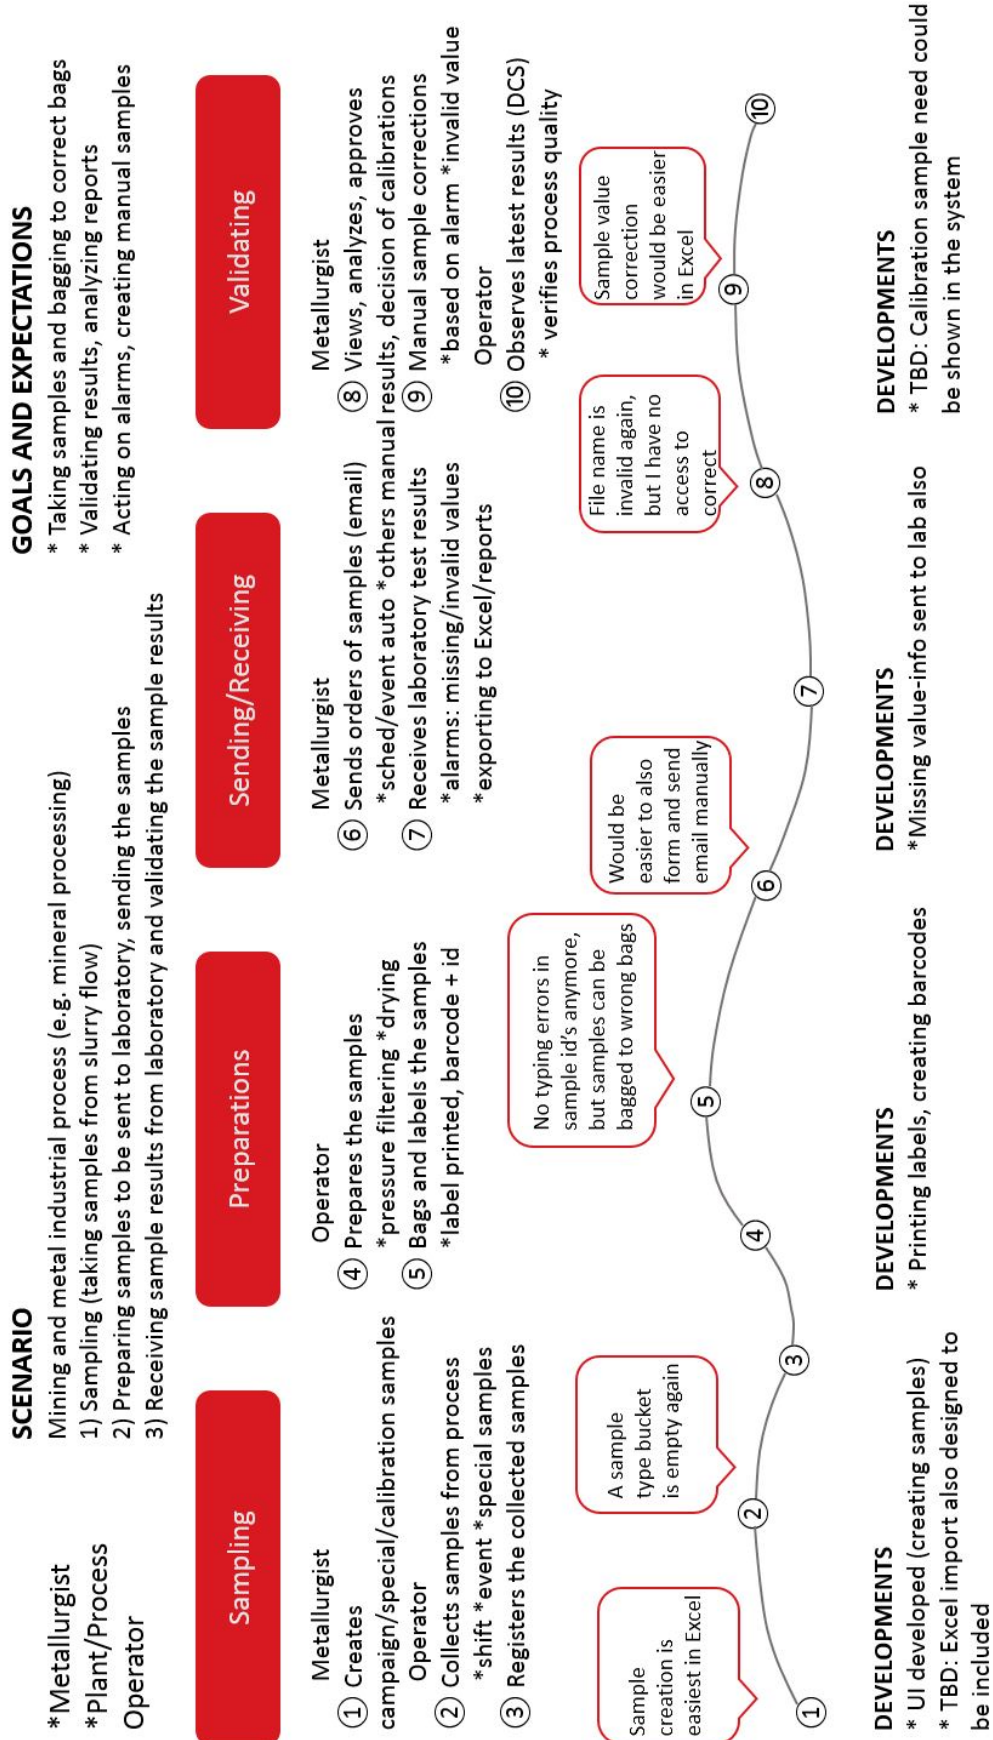 *Metallurgist
*Plant/Process
Operator
SCENARIO
Mining and metal industrial process (e.g. mineral processing)
1) Sampling (taking samples from slurry flow)
2) Preparing samples to be sent to laboratory, sending the samples
3) Receiving sample results from laboratory and validating the sample results
GOALS AND EXPECTATIONS
* Taking samples and bagging to correct bags
* Validating results, analyzing reports
* Acting on alarms, creating manual samples
Sampling
Preparations
Sending/Receiving
Validating
Metallurgist
1 Creates
campaign/special/calibration samples
Operator
2 Collects samples from process
*shift *event *special samples
3 Registers the collected samples
Operator
4 Prepares the samples
*pressure filtering *drying
5 Bags and labels the samples
*label printed, barcode + id
Metallurgist
6 Sends orders of samples (email)
*sched/event auto *others manual
7 Receives laboratory test results
*alarms: missing/invalid values
*exporting to Excel/reports
Metallurgist
8 Views, analyzes, approves
results, decision of calibrations
9 Manual sample corrections
*based on alarm *invalid value
Operator
10 Observes latest results (DCS)
* verifies process quality
Sample
creation is
easiest in Excel
A sample
type bucket
is empty again
No typing errors in
sample id's anymore,
but samples can be
bagged to wrong bags
Would be
easier to also
form and send
email manually
File name is
invalid again,
but I have no
access to
correct
Sample value
correction
would be easier
in Excel
1
2
3
4
5
6
7
8
9
10
DEVELOPMENTS
* UI developed (creating samples)
* TBD: Excel import also designed to
be included
DEVELOPMENTS
* Printing labels, creating barcodes
DEVELOPMENTS
*Missing value-info sent to lab also
DEVELOPMENTS
* TBD: Calibration sample need could
be shown in the system